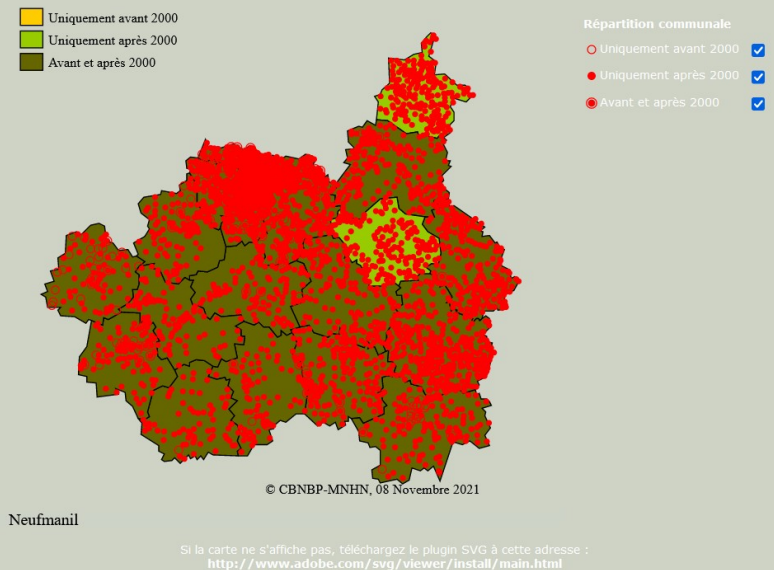 Uniquement avant 2000
Uniquement après 2000
Avant et après 2000
Répartition communale
Uniquement avant 2000
Uniquement après 2000
Avant et après 2000
© CBNBP-MNHN, 08 Novembre 2021
Neufmanil
Si la carte ne s'affiche pas, téléchargez le plugin SVG à cette adresse :
http://www.adobe.com/svg/viewer/install/main.html